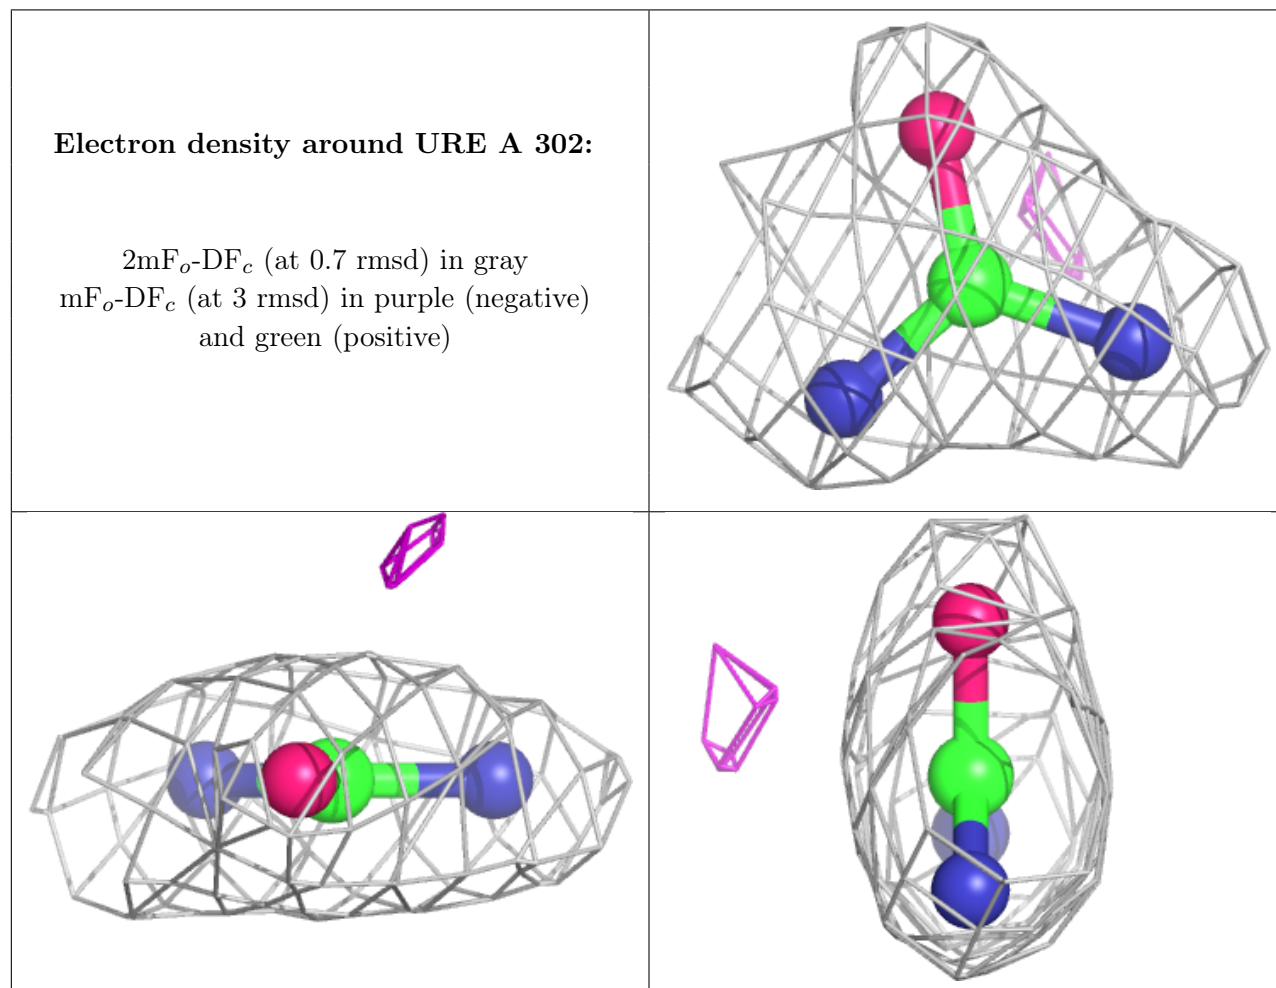 Electron density around URE A 302:
2mFo-DFc (at 0.7 rmsd) in gray
mFo-DFc (at 3 rmsd) in purple (negative)
and green (positive)